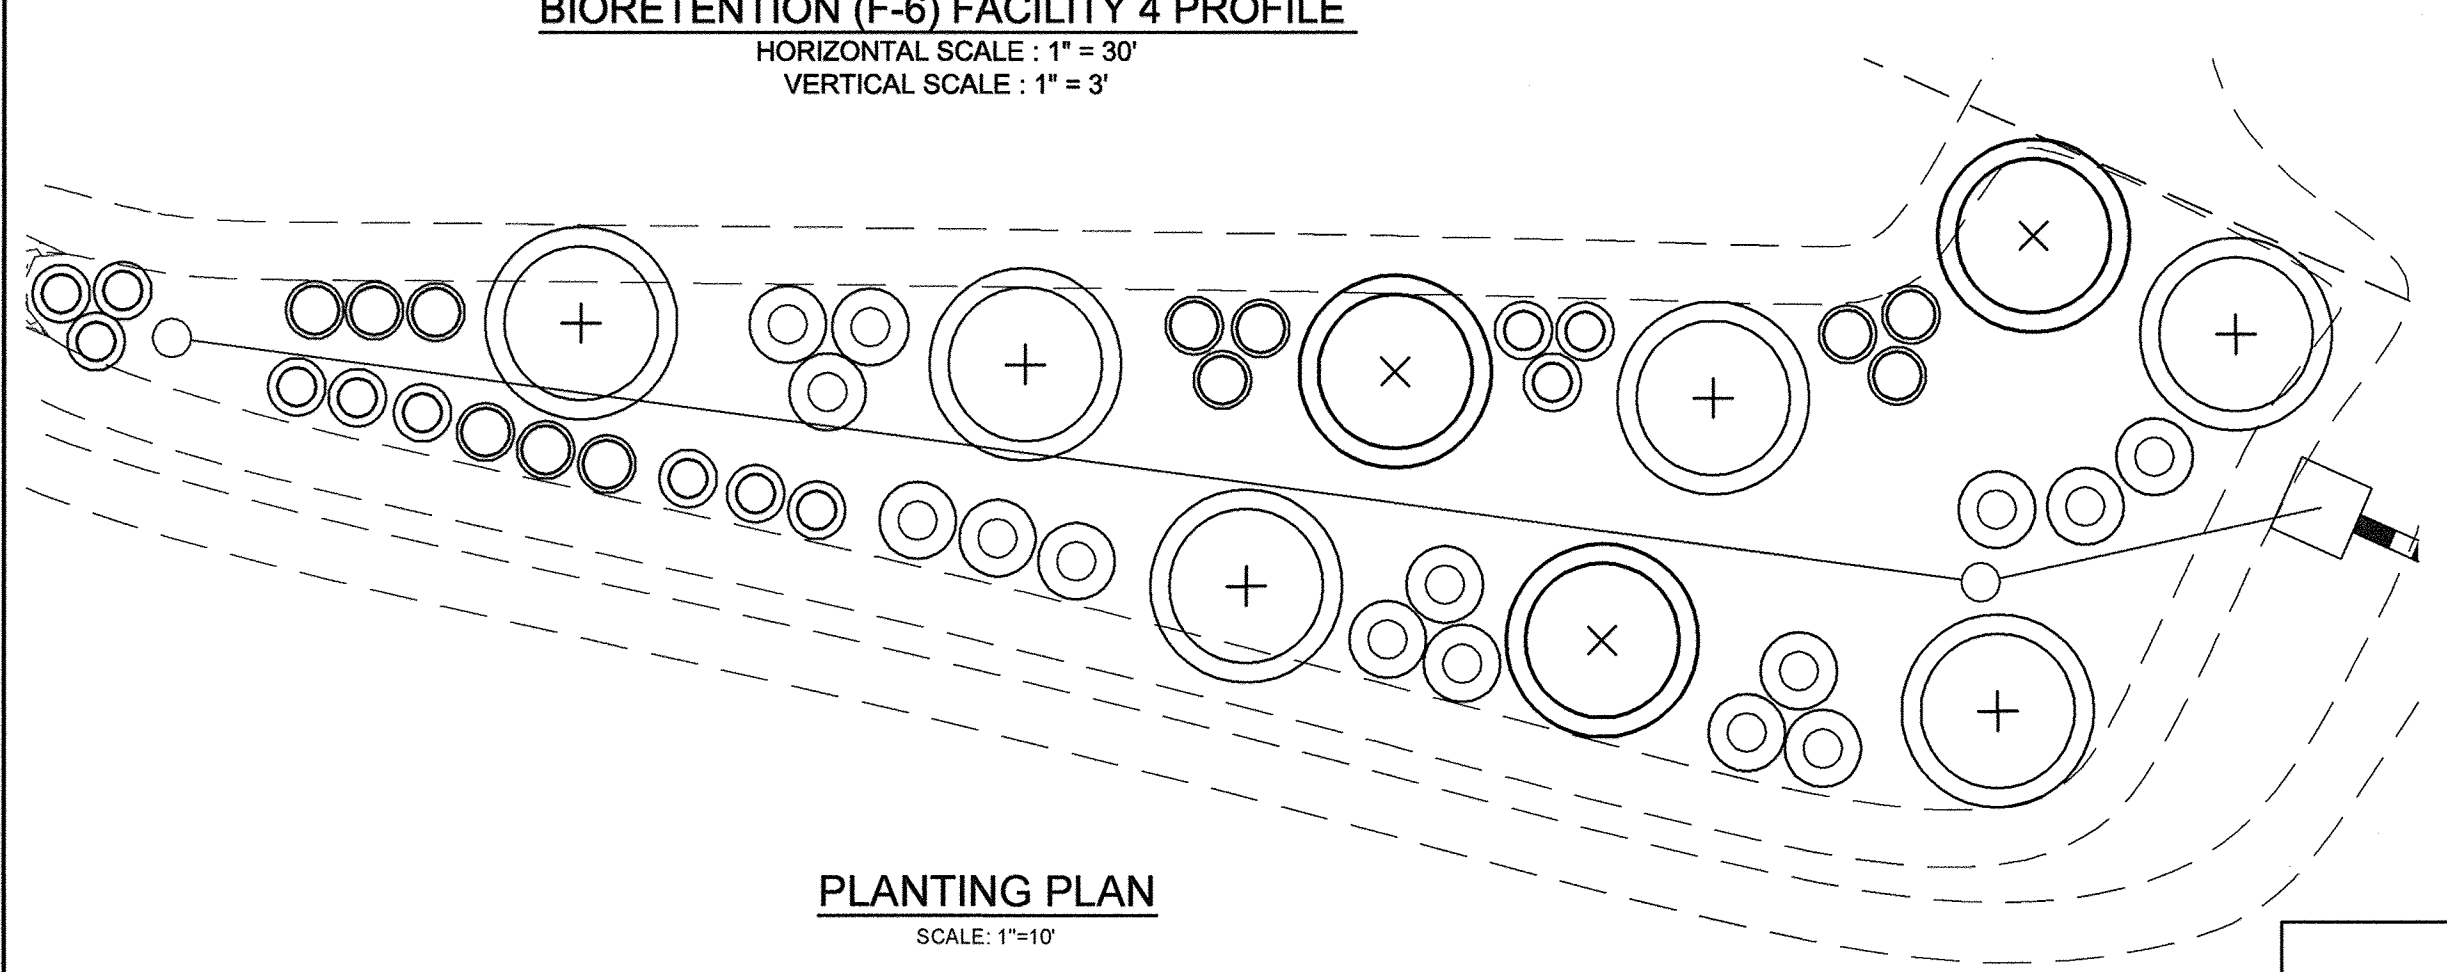 BIORETENTION (F-6) FACILITY 4 PROFILE
HORIZONTAL SCALE : 1" = 30'
VERTICAL SCALE : 1" = 3'
PLANTING PLAN
SCALE: 1"=10'